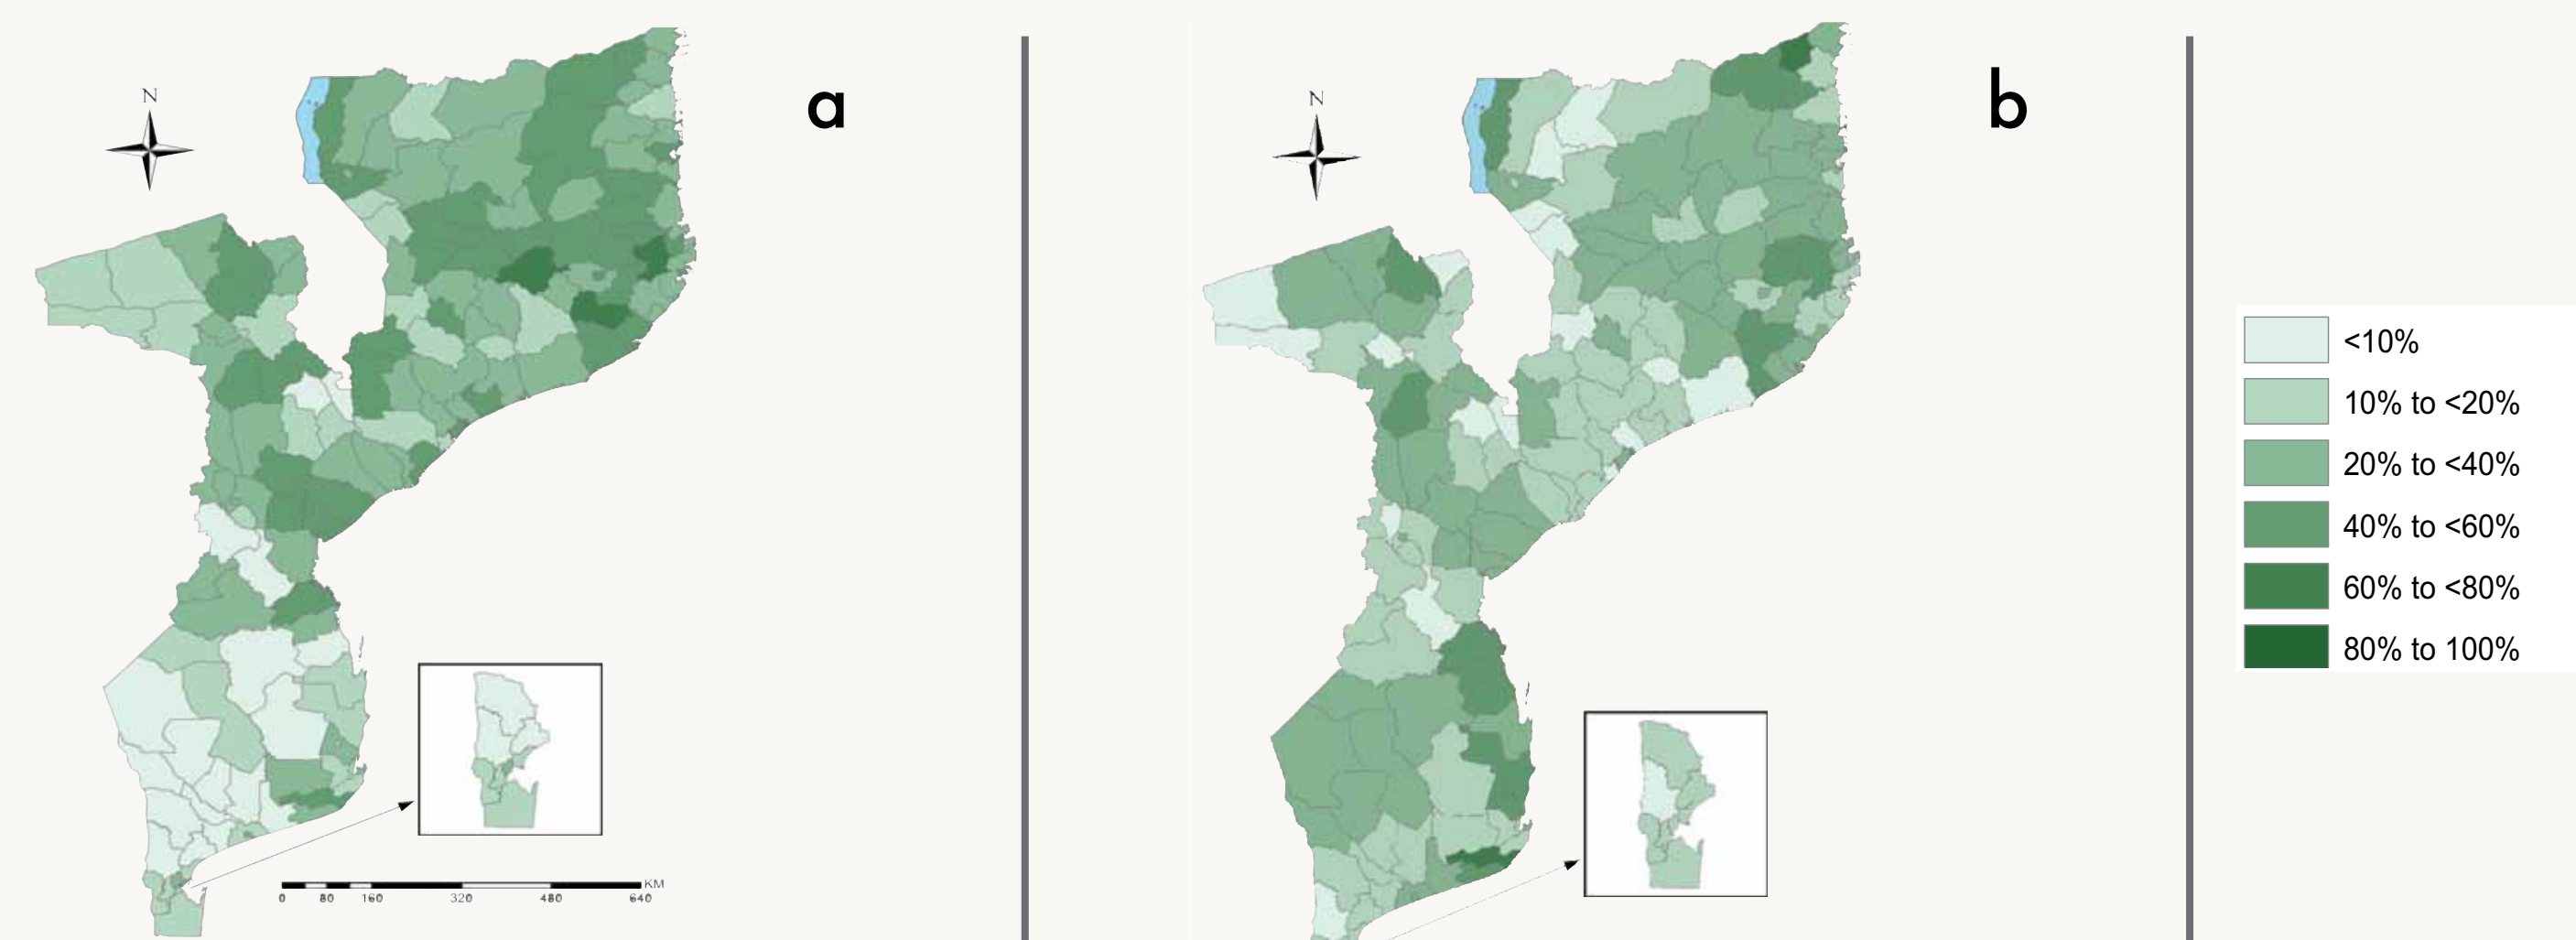 a
N
KM
0 80 160 320 480 640
b
N
<10%
10% to <20%
20% to <40%
40% to <60%
60% to <80%
80% to 100%